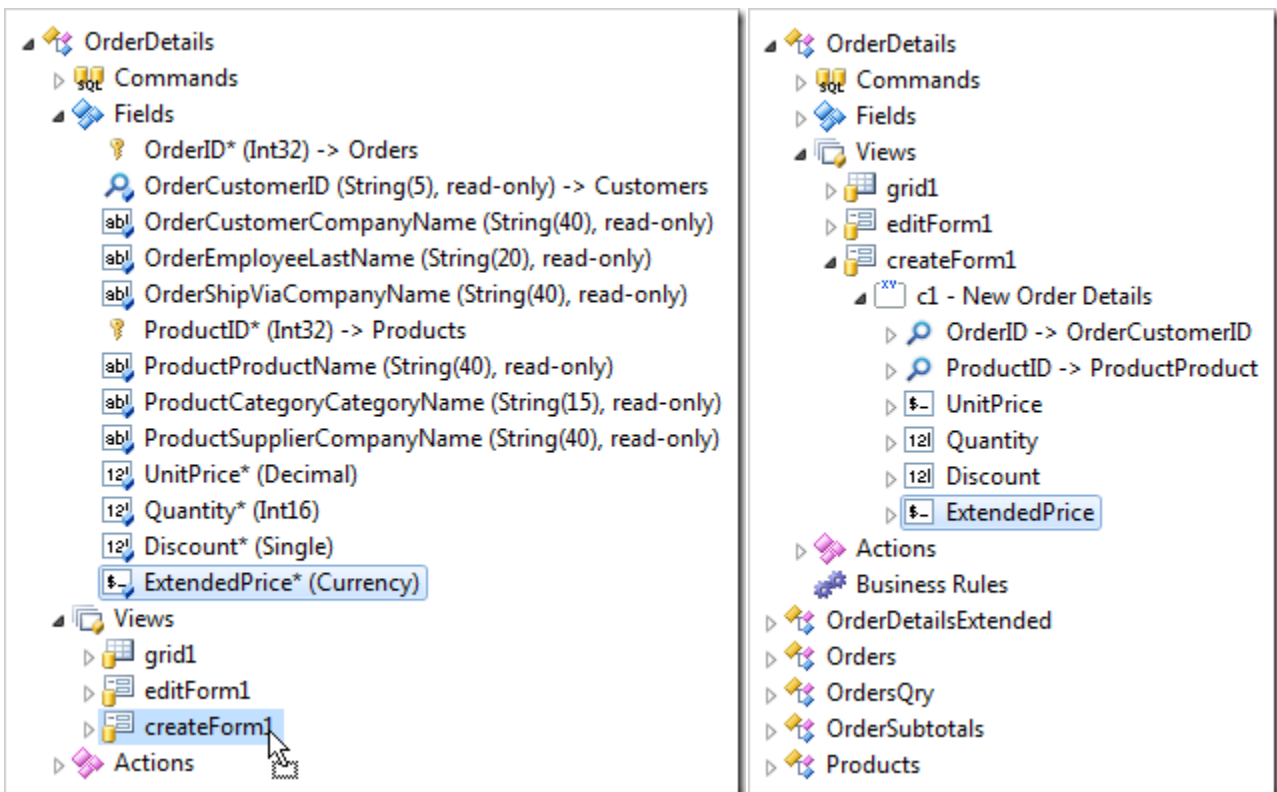 OrderDetails
Commands
Fields
OrderID* (Int32) -> Orders
OrderCustomerID (String(5), read-only) -> Customers
OrderCustomerCompanyName (String(40), read-only)
OrderEmployeeLastName (String(20), read-only)
OrderShipViaCompanyName (String(40), read-only)
ProductID* (Int32) -> Products
ProductProductName (String(40), read-only)
ProductCategoryCategoryName (String(15), read-only)
ProductSupplierCompanyName (String(40), read-only)
UnitPrice* (Decimal)
Quantity* (Int16)
Discount* (Single)
ExtendedPrice* (Currency)
Views
grid1
editForm1
createForm1
Actions
OrderDetails
Commands
Fields
Views
grid1
editForm1
createForm1
c1 - New Order Details
OrderID -> OrderCustomerID
ProductID -> ProductProduct
UnitPrice
Quantity
Discount
ExtendedPrice
Actions
Business Rules
OrderDetailsExtended
Orders
OrdersQry
OrderSubtotals
Products